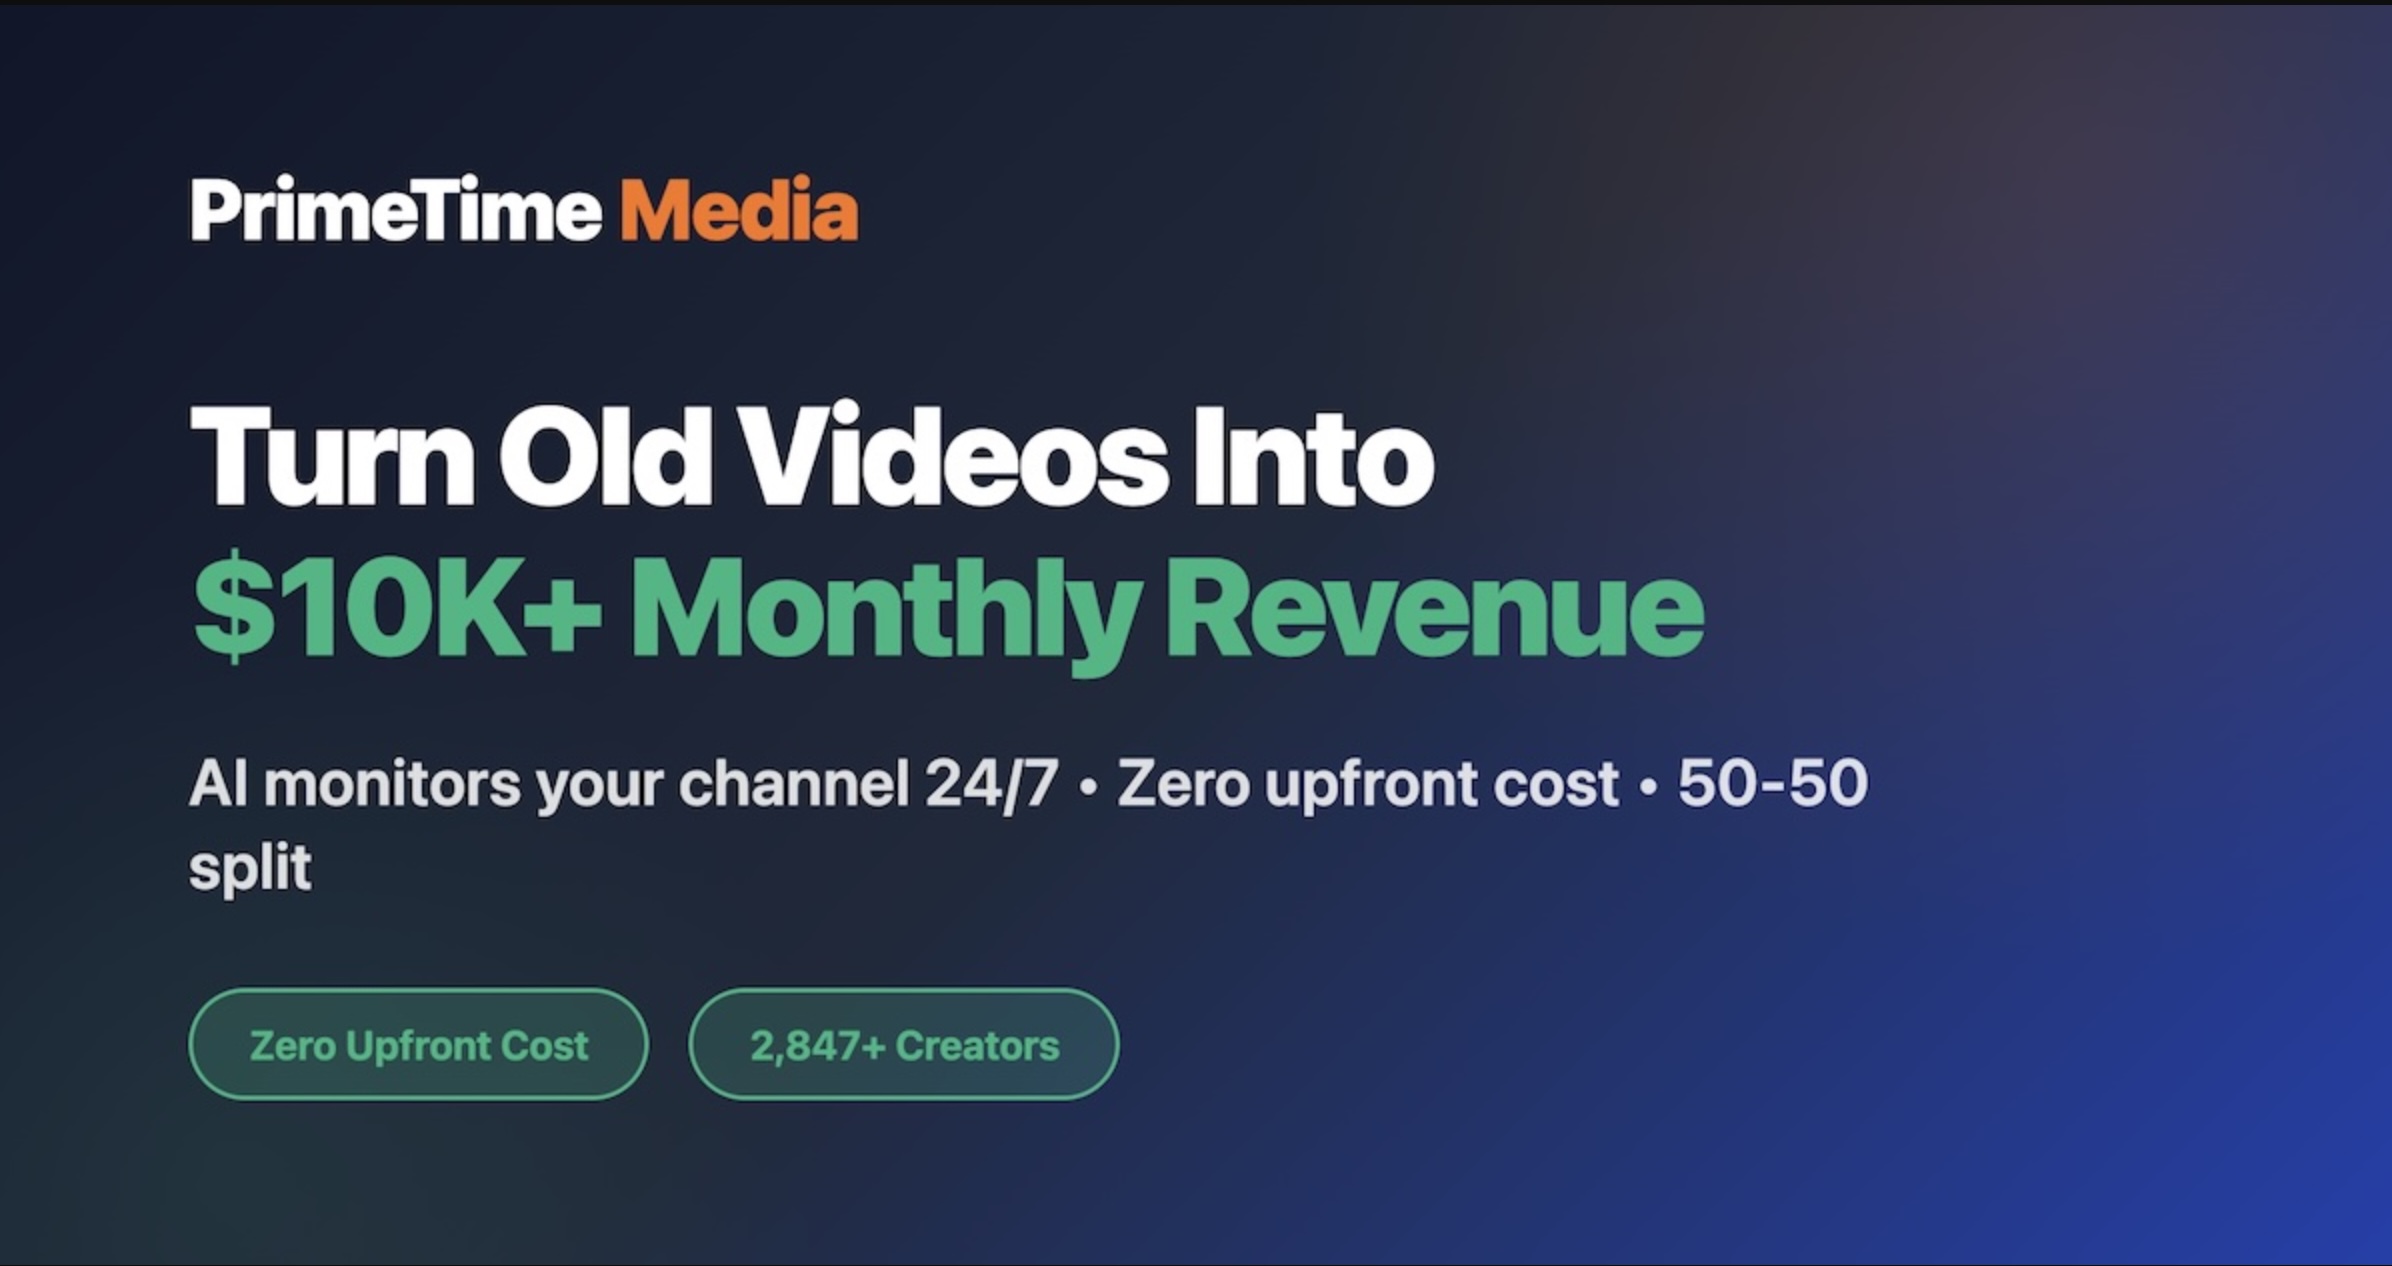 PrimeTime Media
Turn Old Videos Into
$10K+ Monthly Revenue
AI monitors your channel 24/7 • Zero upfront cost • 50-50
split
Zero Upfront Cost
2,847+ Creators